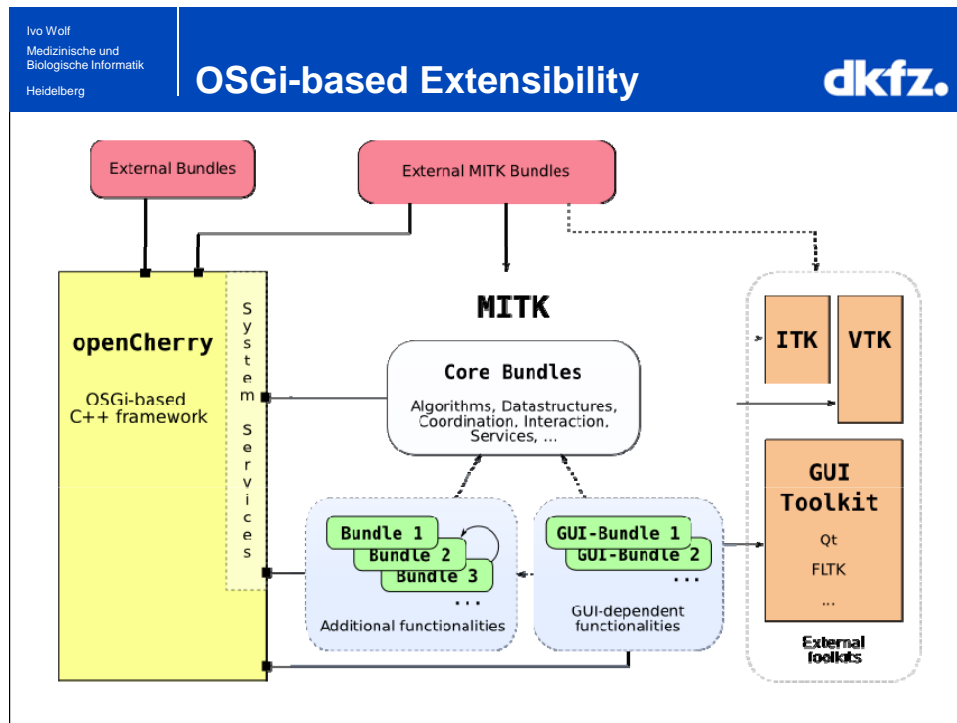 Ivo Wolf
Medizinische und
Biologische Informatik
Heidelberg
OSGi-based Extensibility
dkfz.
External Bundles
External MITK Bundles
openCherry
OSGi-based
C++ framework
System Services
MITK
Core Bundles
Algorithms, Datastructures,
Coordination, Interaction,
Services, ...
Bundle 1
Bundle 2
Bundle 3
...
Additional functionalities
GUI-Bundle 1
GUI-Bundle 2
...
GUI-dependent
functionalities
ITK
VTK
GUI
Toolkit
Qt
FLTK
...
External
toolkits